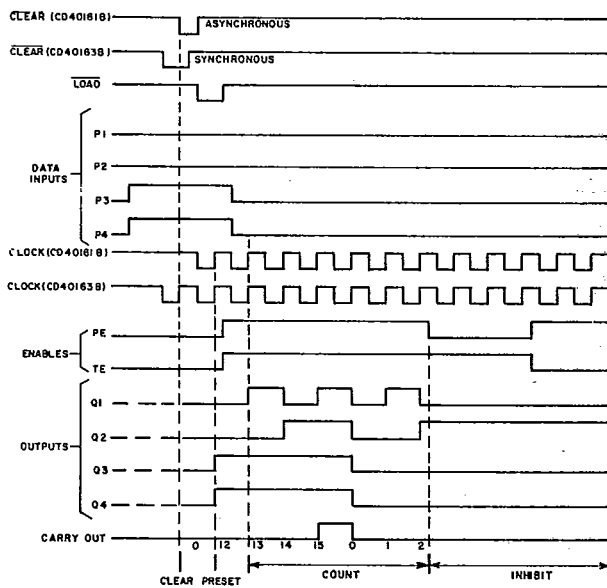 CLEAR (CD40161B)
ASYNCHRONOUS
CLEAR (CD40163B)
SYNCHRONOUS
LOAD
P1
P2
DATA INPUTS
P3
P4
CLOCK (CD40161B)
CLOCK (CD40163B)
PE
ENABLES
TE
Q1
Q2
OUTPUTS
Q3
Q4
CARRY OUT
0 12 13 14 15 0 1 2
CLEAR PRESET COUNT INHIBIT